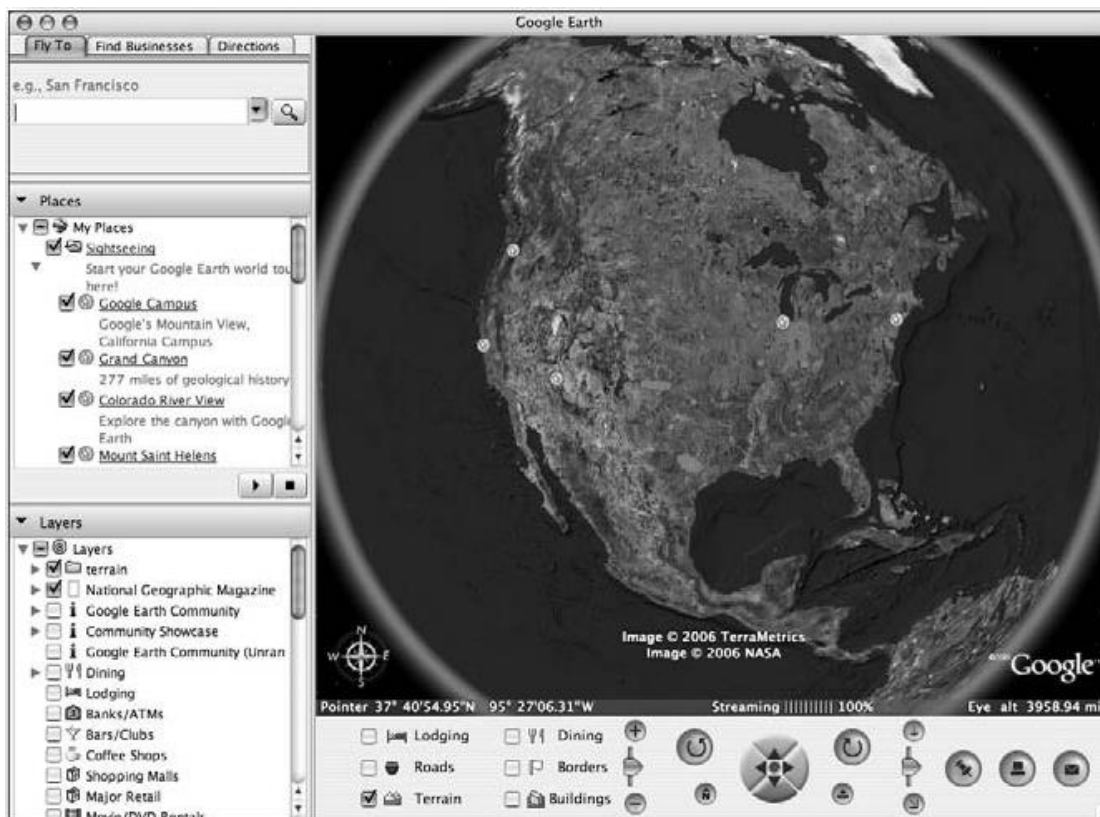 Google Earth
Fly To
Find Businesses
Directions
e.g., San Francisco
Places
My Places
Sightseeing
Start your Google Earth world tou
here!
Google Campus
Google's Mountain View,
California Campus
Grand Canyon
277 miles of geological history
Colorado River View
Explore the canyon with Google
Earth
Mount Saint Helens
Layers
Layers
terrain
National Geographic Magazine
Google Earth Community
Community Showcase
Google Earth Community (Unran
Dining
Lodging
Banks/ATMs
Bars/Clubs
Coffee Shops
Shopping Malls
Major Retail
Movie/DVD Rentals
N
W E
S
Image © 2006 TerraMetrics
Image © 2006 NASA
Google
Pointer 37° 40'54.95"N 95° 27'06.31"W
Streaming |||||||||| 100%
Eye alt 3958.94 mi
Lodging
Dining
Roads
Borders
Terrain
Buildings
N